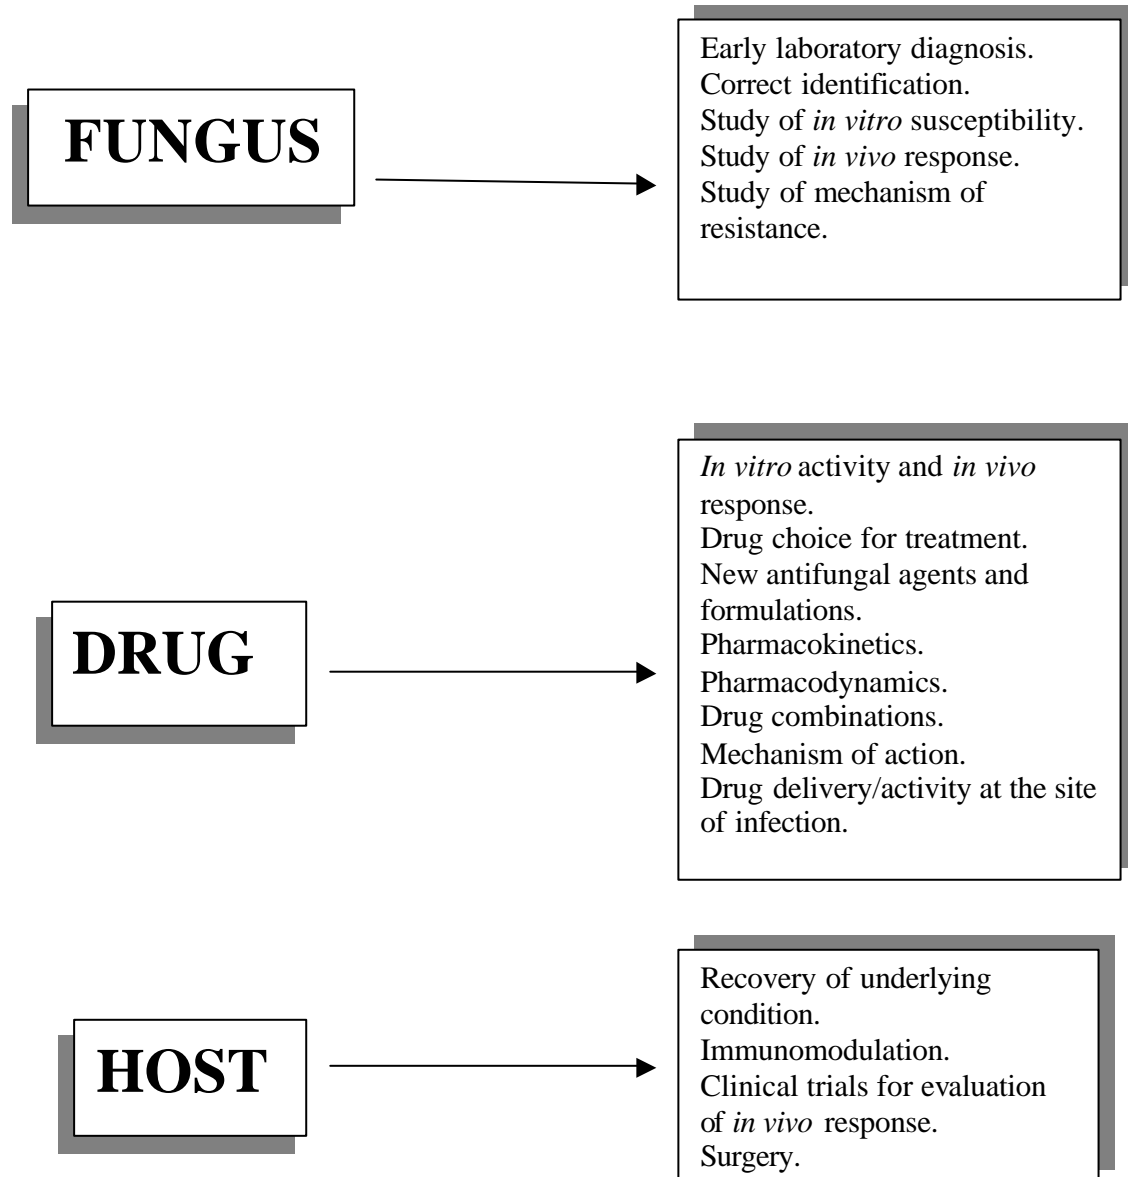 FUNGUS
Early laboratory diagnosis.
Correct identification.
Study of in vitro susceptibility.
Study of in vivo response.
Study of mechanism of
resistance.
DRUG
In vitro activity and in vivo
response.
Drug choice for treatment.
New antifungal agents and
formulations.
Pharmacokinetics.
Pharmacodynamics.
Drug combinations.
Mechanism of action.
Drug delivery/activity at the site
of infection.
HOST
Recovery of underlying
condition.
Immunomodulation.
Clinical trials for evaluation
of in vivo response.
Surgery.